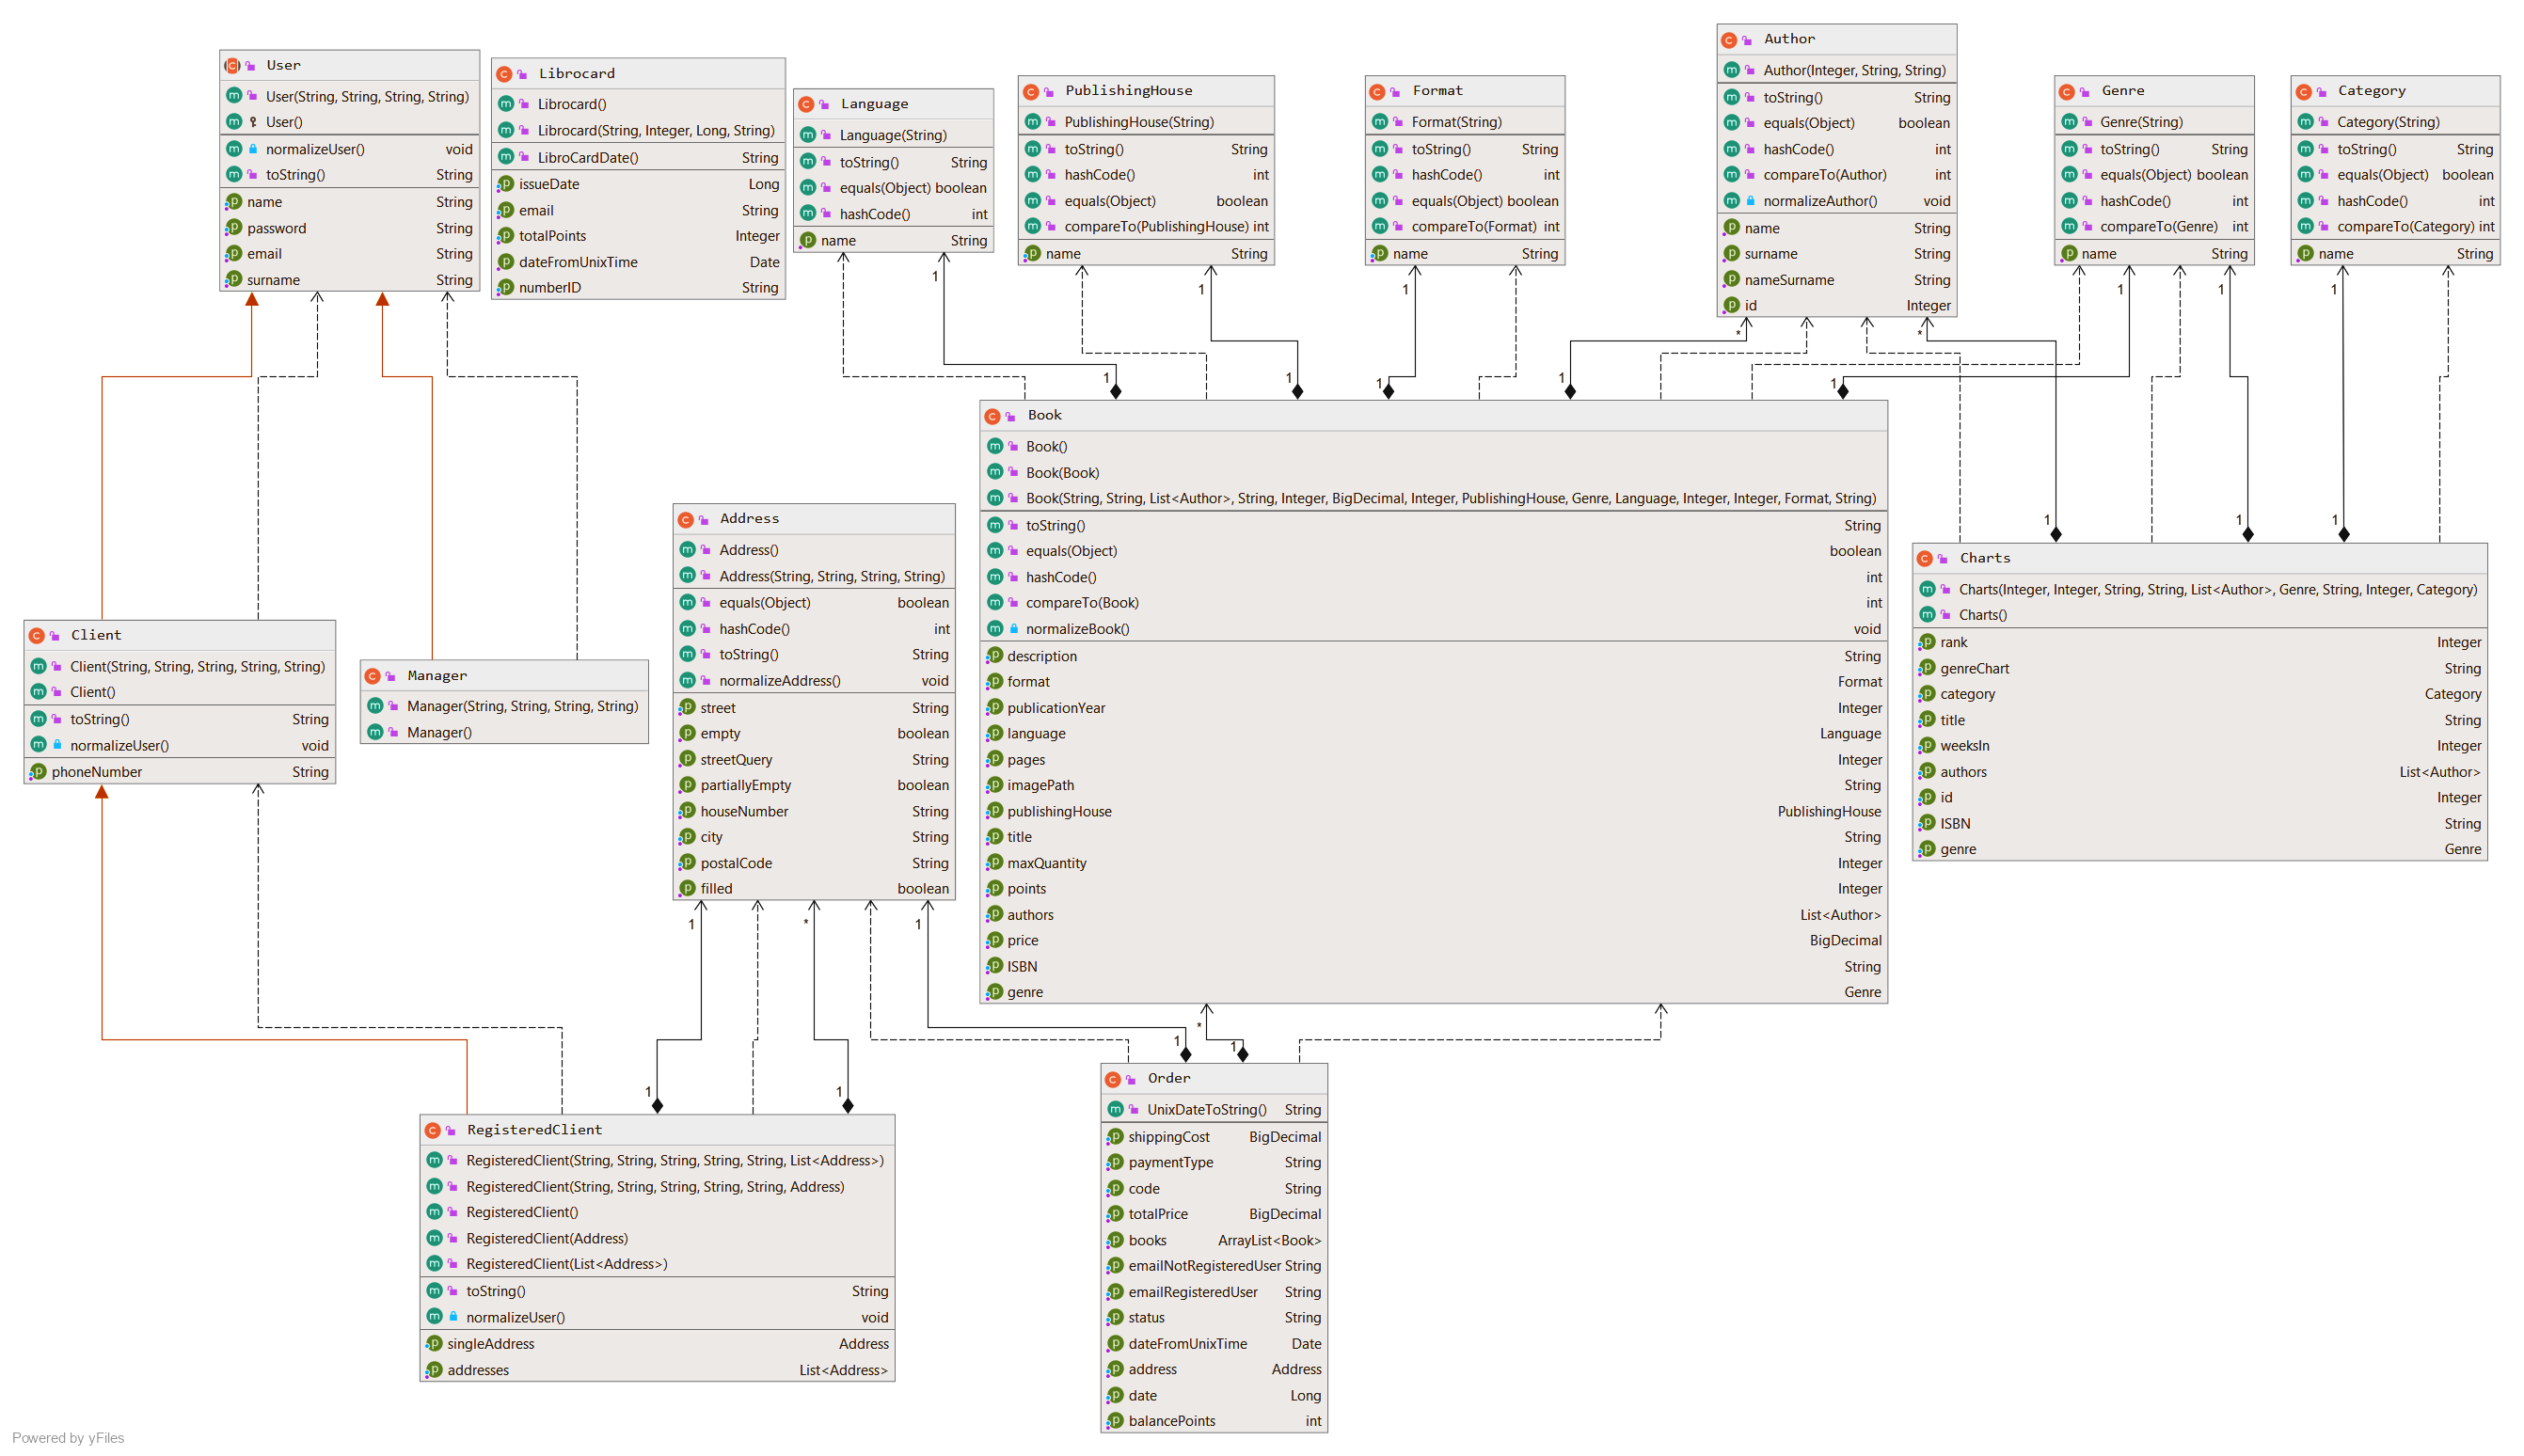 User
User(String, String, String, String)
User()
normalizeUser() void
toString() String
name String
password String
email String
surname String
Librocard
Librocard()
Librocard(String, Integer, Long, String)
LibroCardDate() String
issueDate Long
email String
totalPoints Integer
dateFromUnixTime Date
numberID String
Language
Language(String)
toString() String
equals(Object) boolean
hashCode() int
name String
PublishingHouse
PublishingHouse(String)
toString() String
hashCode() int
equals(Object) boolean
compareTo(PublishingHouse) int
name String
Format
Format(String)
toString() String
hashCode() int
equals(Object) boolean
compareTo(Format) int
name String
Author
Author(Integer, String, String)
toString() String
equals(Object) boolean
hashCode() int
compareTo(Author) int
normalizeAuthor() void
name String
surname String
nameSurname String
id Integer
Genre
Genre(String)
toString() String
equals(Object) boolean
hashCode() int
compareTo(Genre) int
name String
Category
Category(String)
toString() String
equals(Object) boolean
hashCode() int
compareTo(Category) int
name String
1
1
1
*
*
1
1
1
1
1
1
1
1
Book
Book()
Book(Book)
Book(String, String, List<Author>, String, Integer, BigDecimal, Integer, PublishingHouse, Genre, Language, Integer, Integer, Format, String)
toString() String
equals(Object) boolean
hashCode() int
compareTo(Book) int
normalizeBook() void
description String
format Format
publicationYear Integer
language Language
pages Integer
imagePath String
publishingHouse PublishingHouse
title String
maxQuantity Integer
points Integer
authors List<Author>
price BigDecimal
ISBN String
genre Genre
Address
Address()
Address(String, String, String, String)
equals(Object) boolean
hashCode() int
toString() String
normalizeAddress() void
street String
empty boolean
streetQuery String
partiallyEmpty boolean
houseNumber String
city String
postalCode String
filled boolean
1
1
1
Charts
Charts(Integer, Integer, String, String, List<Author>, Genre, String, Integer, Category)
Charts()
rank Integer
genreChart String
category Category
title String
weeksIn Integer
authors List<Author>
id Integer
ISBN String
genre Genre
Client
Client(String, String, String, String, String)
Client()
toString() String
normalizeUser() void
phoneNumber String
Manager
Manager(String, String, String, String)
Manager()
1
*
1
*
1
1
1
1
RegisteredClient
RegisteredClient(String, String, String, String, String, List<Address>)
RegisteredClient(String, String, String, String, String, Address)
RegisteredClient()
RegisteredClient(Address)
RegisteredClient(List<Address>)
toString() String
normalizeUser() void
singleAddress Address
addresses List<Address>
Order
UnixDateToString() String
shippingCost BigDecimal
paymentType String
code String
totalPrice BigDecimal
books ArrayList<Book>
emailNotRegisteredUser String
emailRegisteredUser String
status String
dateFromUnixTime Date
address Address
date Long
balancePoints int
Powered by yFiles